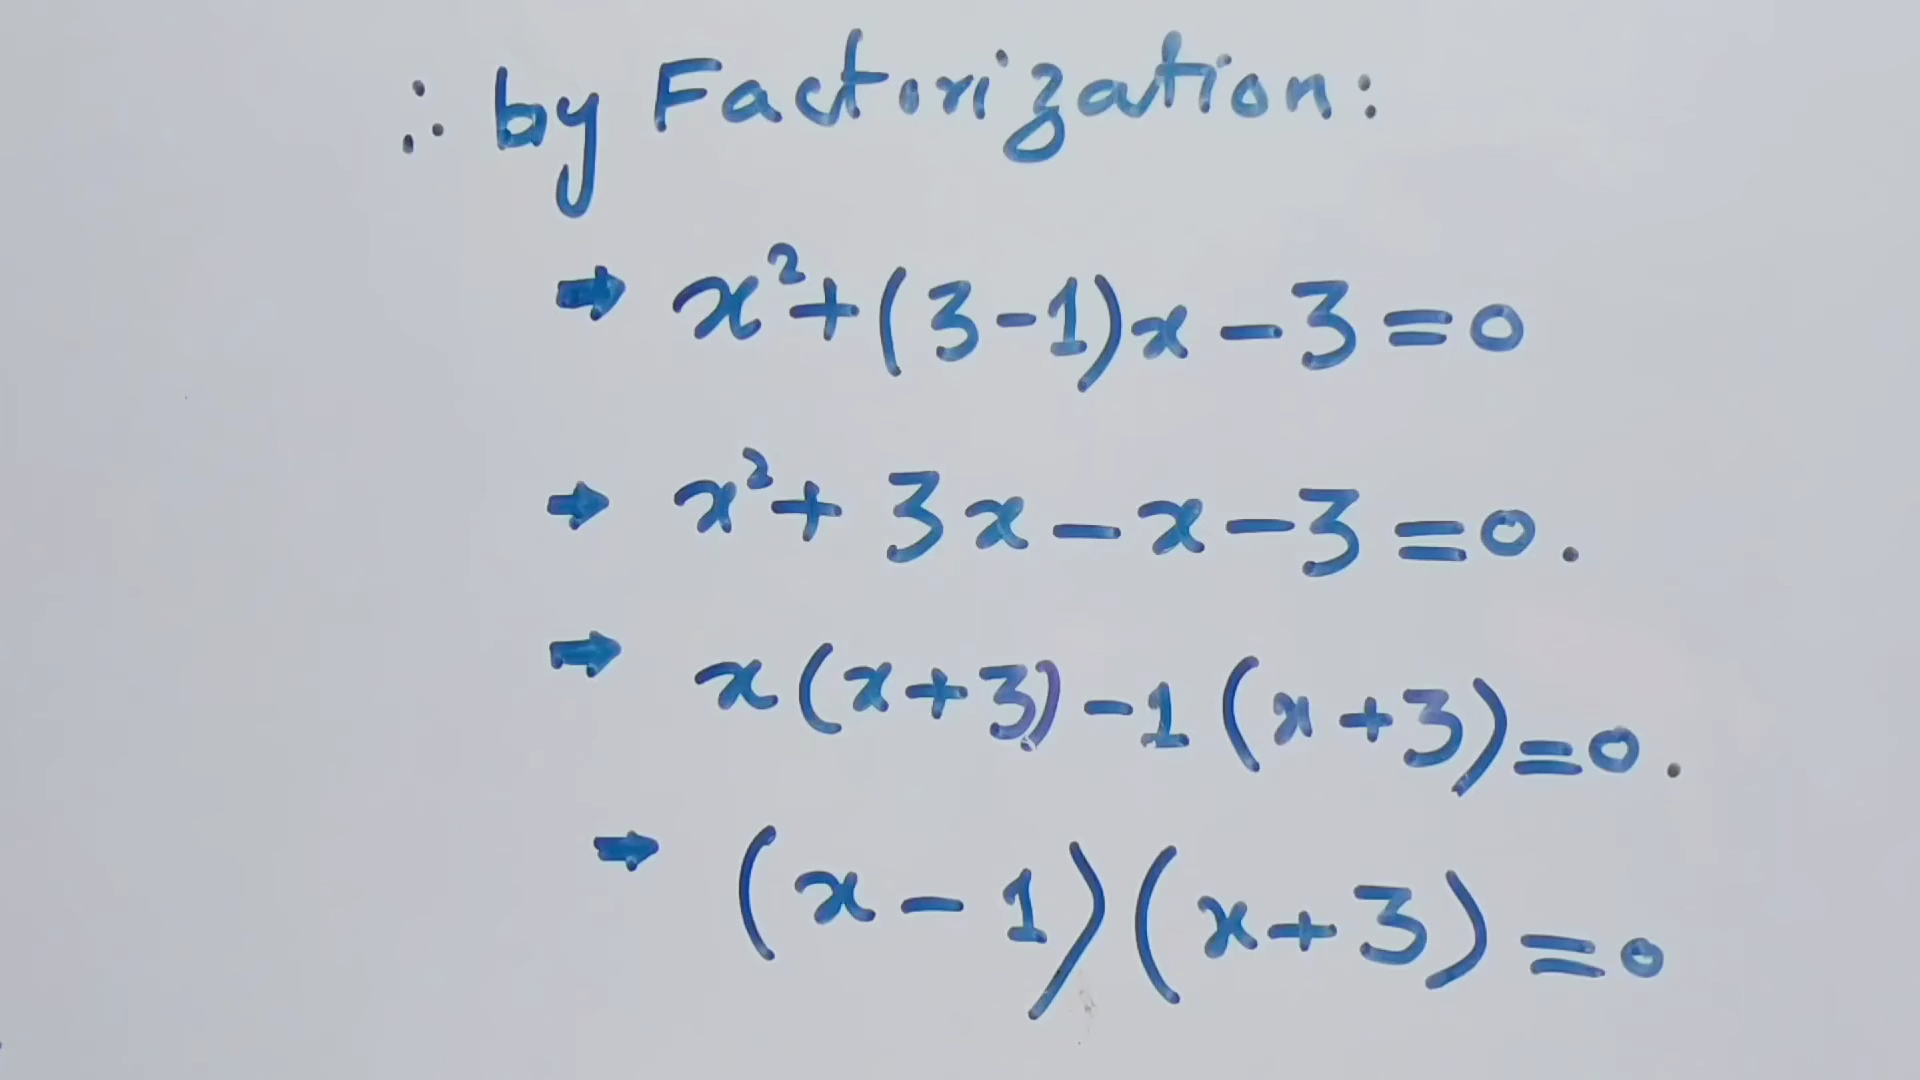 ∴ by Factorization:
⇒ x²+(3-1)x-3=0
⇒ x²+3x-x-3=0.
⇒ x(x+3)-1(x+3)=0.
⇒ (x-1)(x+3)=0